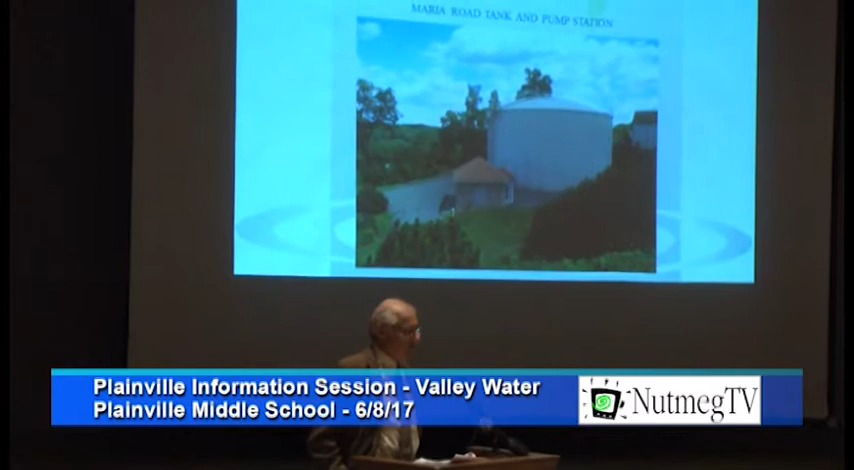 MARIA ROAD TANK AND PUMP STATION
Plainville Information Session - Valley Water
Plainville Middle School - 6/8/17
NutmegTV